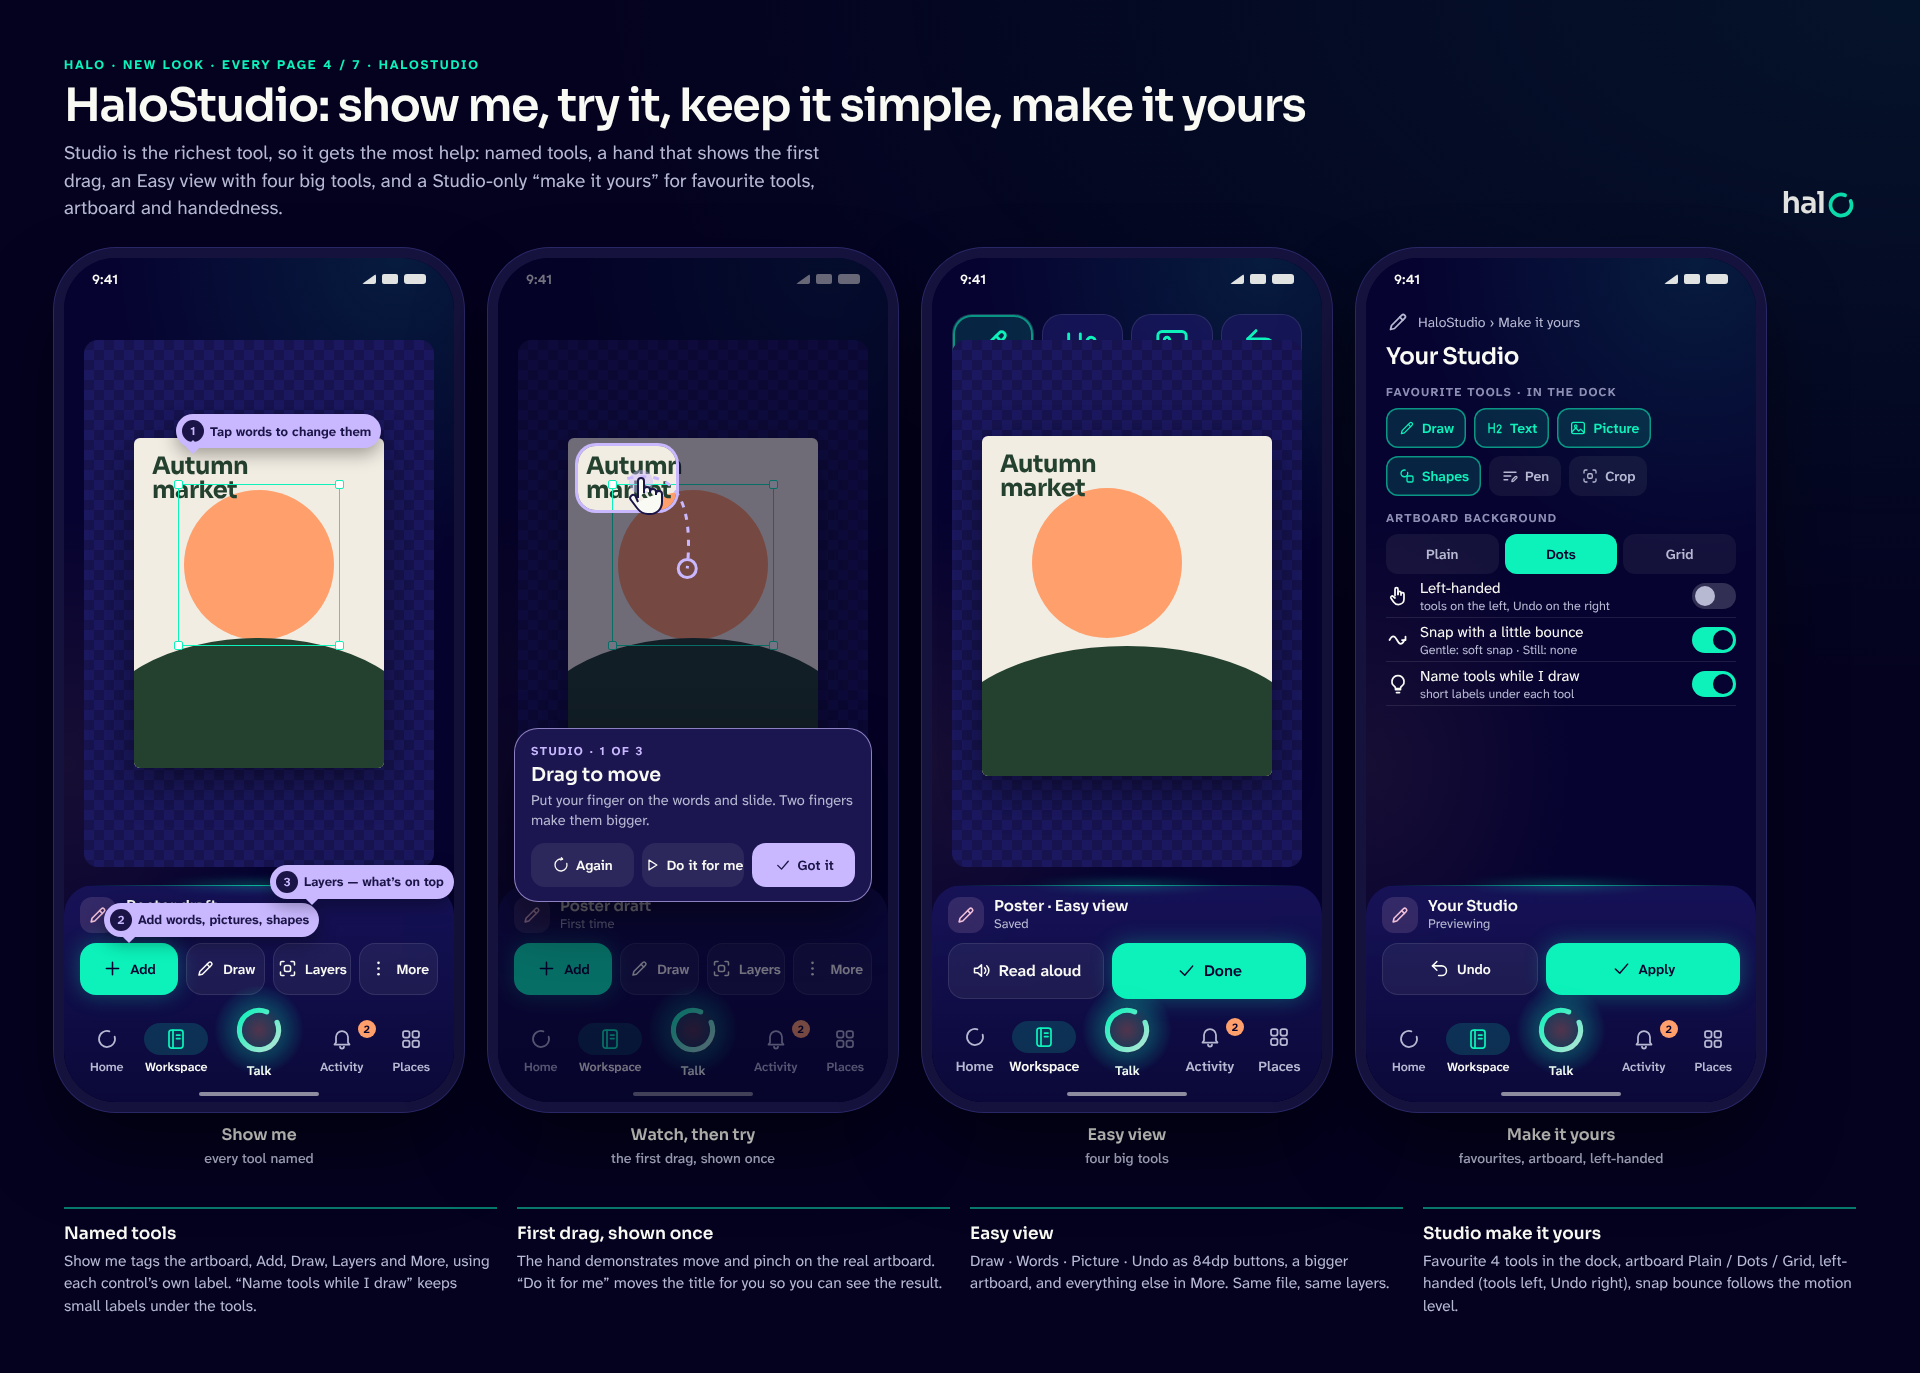 HALO · NEW LOOK · EVERY PAGE 4 / 7 · HALOSTUDIO
HaloStudio: show me, try it, keep it simple, make it yours
Studio is the richest tool, so it gets the most help: named tools, a hand that shows the first
drag, an Easy view with four big tools, and a Studio-only “make it yours” for favourite tools,
artboard and handedness.
hal
9:41
1 Tap words to change them
Autumn
market
3 Layers — what's on top
2 Add words, pictures, shapes
Add
Draw
Layers
More
Home
Workspace
Talk
Activity
2
Places
Show me
every tool named
9:41
Autumn
market
STUDIO · 1 OF 3
Drag to move
Put your finger on the words and slide. Two fingers
make them bigger.
Again
Do it for me
Got it
Poster draft
First time
Add
Draw
Layers
More
Home
Workspace
Talk
Activity
2
Places
Watch, then try
the first drag, shown once
9:41
Autumn
market
Poster · Easy view
Saved
Read aloud
Done
Home
Workspace
Talk
Activity
2
Places
Easy view
four big tools
9:41
HaloStudio › Make it yours
Your Studio
FAVOURITE TOOLS · IN THE DOCK
Draw
H2 Text
Picture
Shapes
Pen
Crop
ARTBOARD BACKGROUND
Plain
Dots
Grid
Left-handed
tools on the left, Undo on the right
Snap with a little bounce
Gentle: soft snap · Still: none
Name tools while I draw
short labels under each tool
Your Studio
Previewing
Undo
Apply
Home
Workspace
Talk
Activity
2
Places
Make it yours
favourites, artboard, left-handed
Named tools
Show me tags the artboard, Add, Draw, Layers and More, using
each control's own label. “Name tools while I draw” keeps
small labels under the tools.
First drag, shown once
The hand demonstrates move and pinch on the real artboard.
“Do it for me” moves the title for you so you can see the result.
Easy view
Draw · Words · Picture · Undo as 84dp buttons, a bigger
artboard, and everything else in More. Same file, same layers.
Studio make it yours
Favourite 4 tools in the dock, artboard Plain / Dots / Grid, left-
handed (tools left, Undo right), snap bounce follows the motion
level.